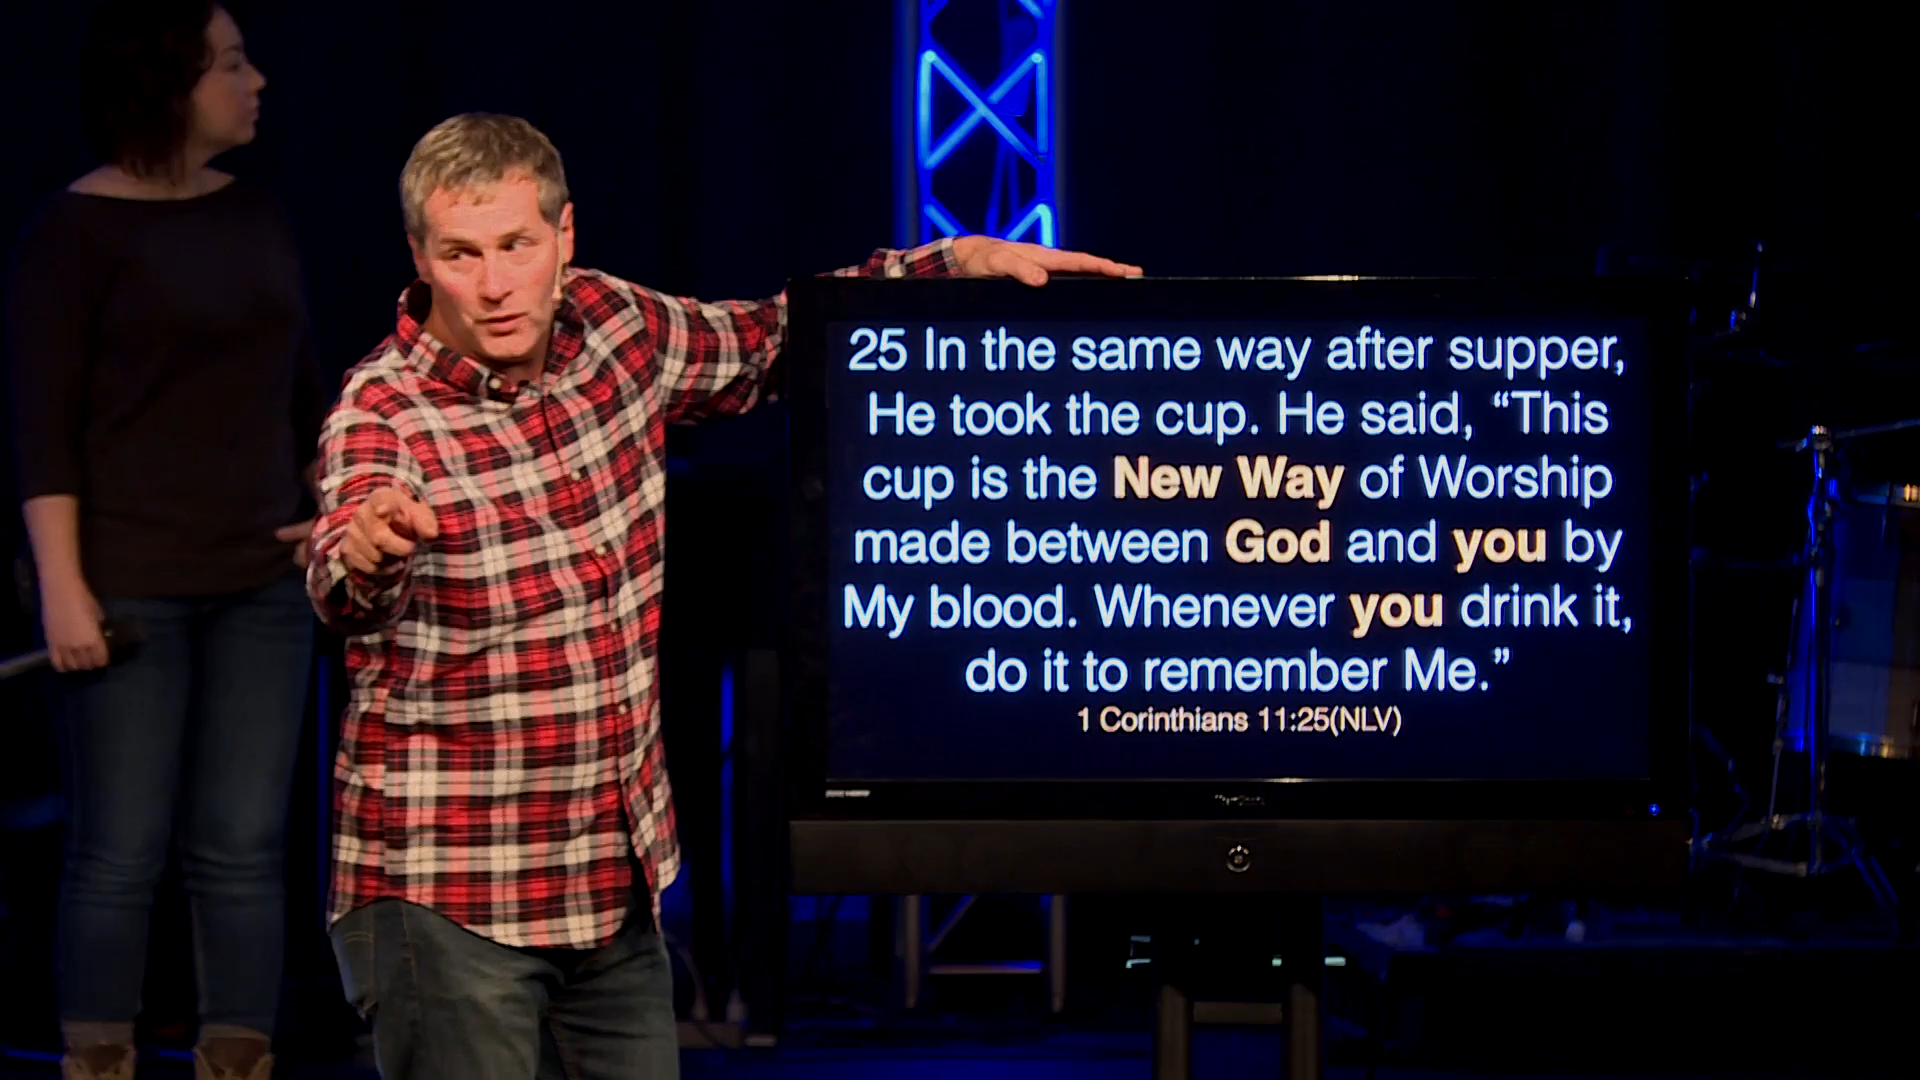 25 In the same way after supper,
He took the cup. He said, “This
cup is the New Way of Worship
made between God and you by
My blood. Whenever you drink it,
do it to remember Me.”
1 Corinthians 11:25(NLV)